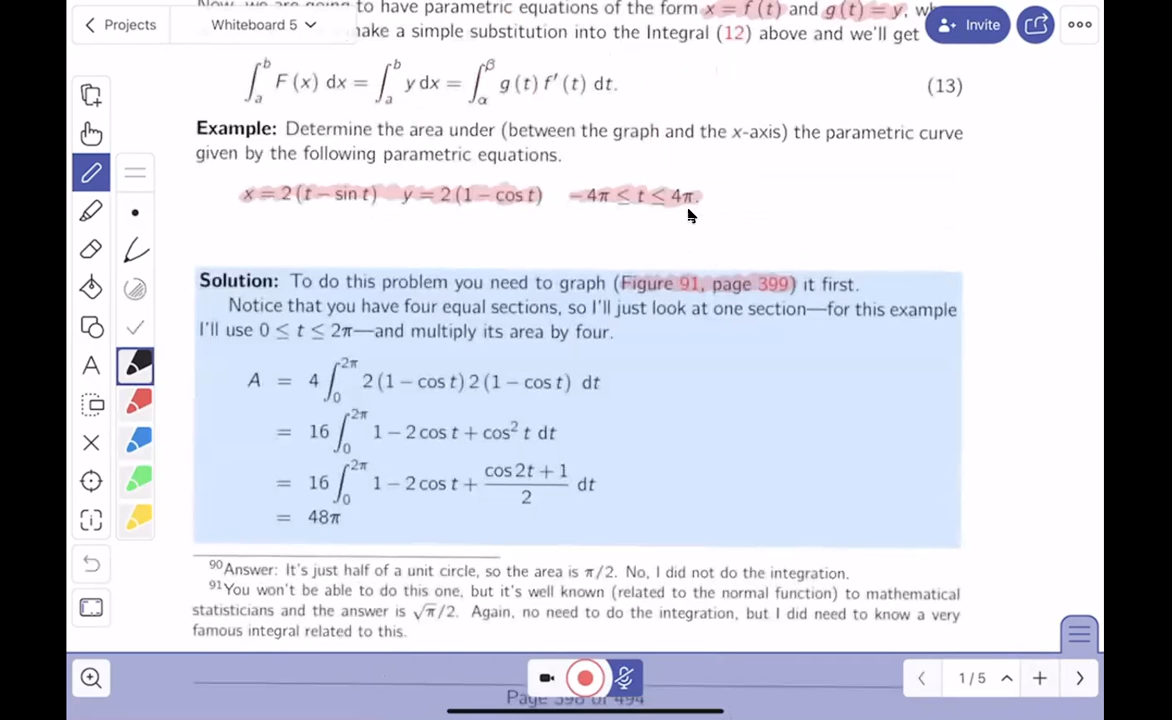 Now, we are going to have parametric equations of the form x = f (t) and g(t) = y,
Projects
Whiteboard 5
Invite
make a simple substitution into the Integral (12) above and we'll get
∫_a^b F (x) dx = ∫_a^b y dx = ∫_α^β g (t) f′ (t) dt. (13)
Example: Determine the area under (between the graph and the x-axis) the parametric curve
given by the following parametric equations.
x = 2 (t − sin t) y = 2 (1 − cos t) −4π ≤ t ≤ 4π.
Solution: To do this problem you need to graph (Figure 91, page 399) it first.
Notice that you have four equal sections, so I'll just look at one section—for this example
I'll use 0 ≤ t ≤ 2π—and multiply its area by four.
A = 4 ∫_0^2π 2 (1 − cos t) 2 (1 − cos t) dt
= 16 ∫_0^2π 1 − 2 cos t + cos² t dt
= 16 ∫_0^2π 1 − 2 cos t + (cos 2t + 1)/2 dt
= 48π
A
⁹⁰Answer: It's just half of a unit circle, so the area is π/2. No, I did not do the integration.
⁹¹You won't be able to do this one, but it's well known (related to the normal function) to mathematical
statisticians and the answer is √π/2. Again, no need to do the integration, but I did need to know a very
famous integral related to this.
1/5
Page 398 of 494